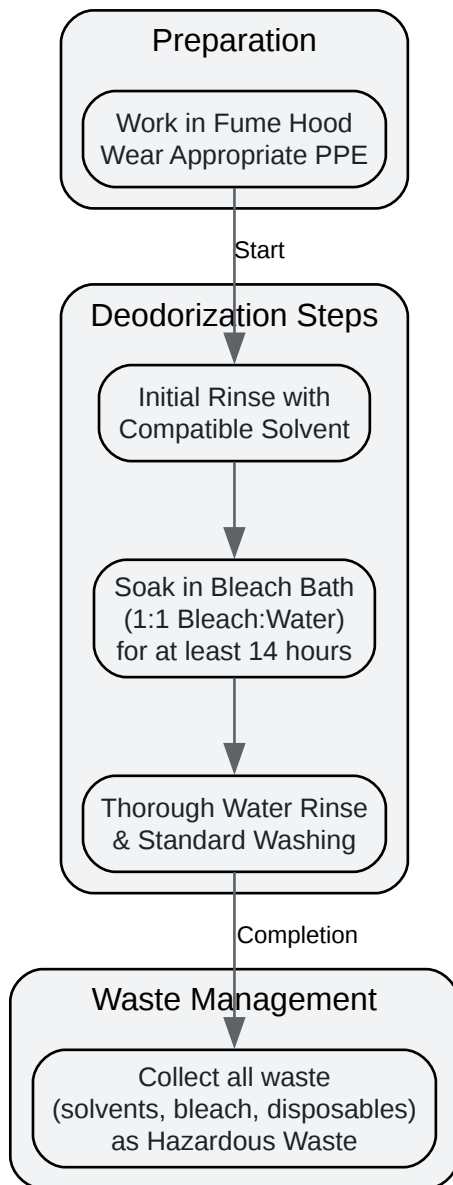 Preparation
Work in Fume Hood
Wear Appropriate PPE
Start
Deodorization Steps
Initial Rinse with
Compatible Solvent
Soak in Bleach Bath
(1:1 Bleach:Water)
for at least 14 hours
Thorough Water Rinse
& Standard Washing
Completion
Waste Management
Collect all waste
(solvents, bleach, disposables)
as Hazardous Waste